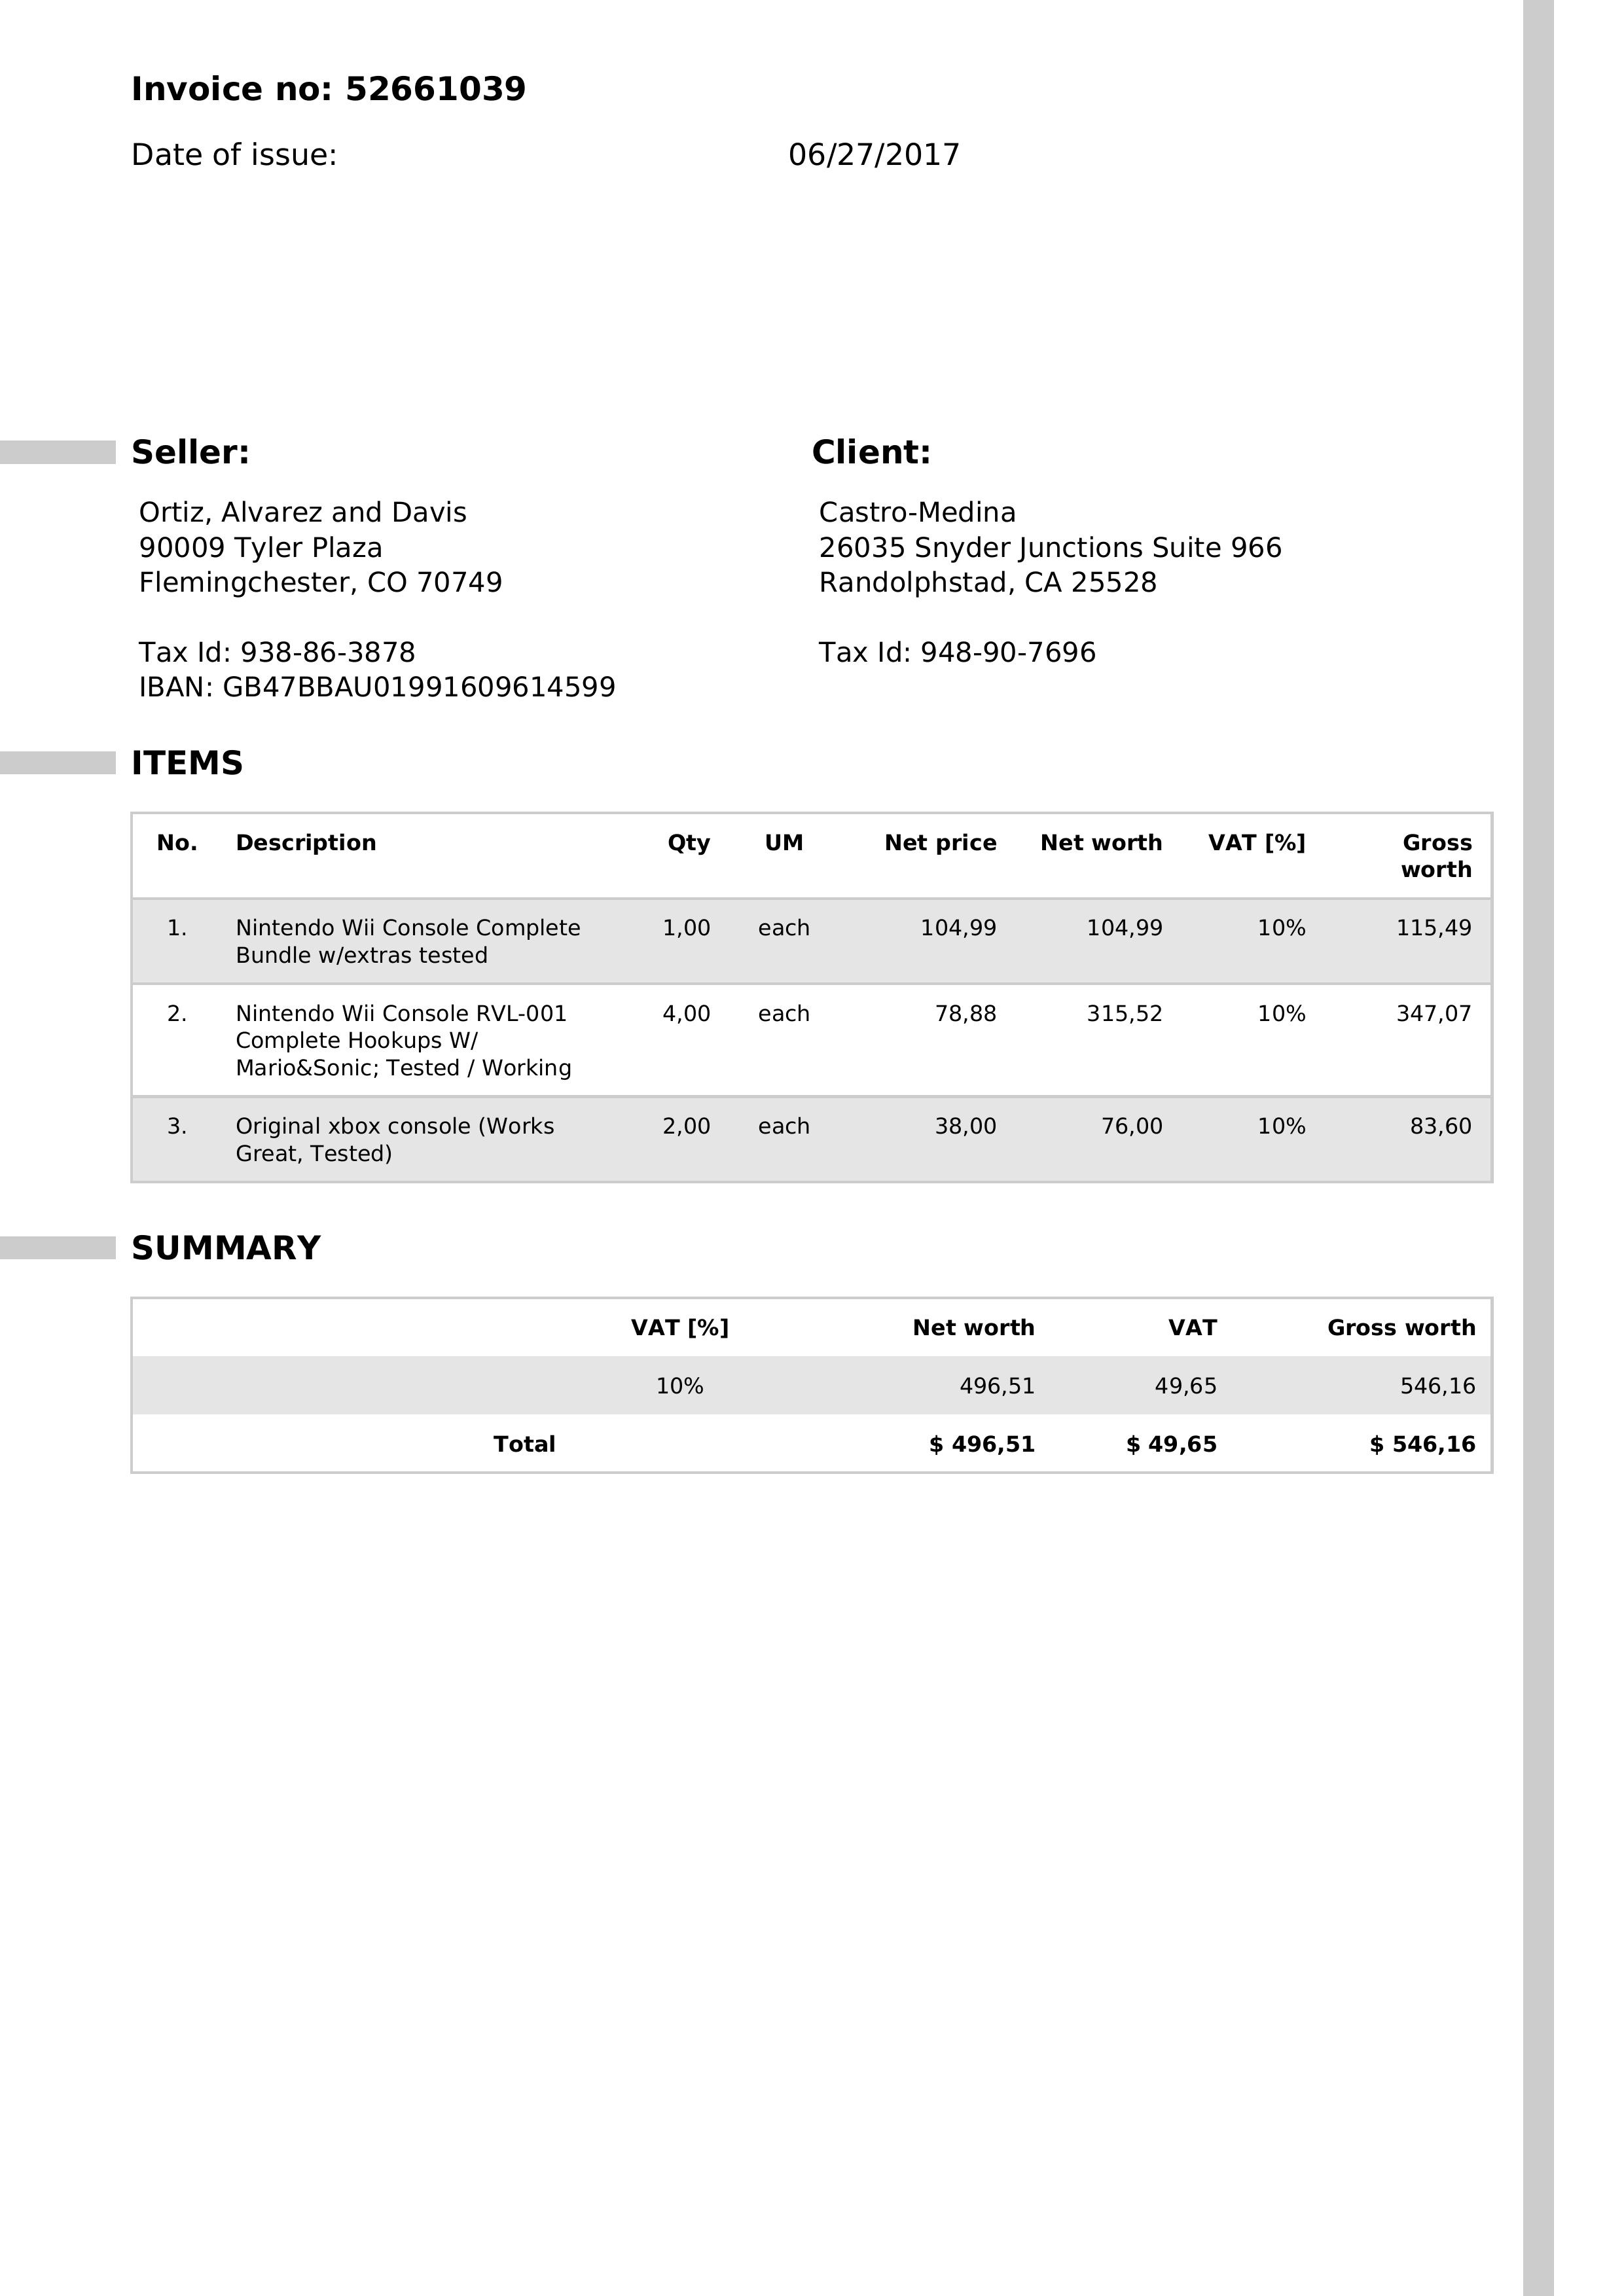 Invoice no: 52661039
Date of issue: 06/27/2017
Seller:
Ortiz, Alvarez and Davis
90009 Tyler Plaza
Flemingchester, CO 70749
Tax Id: 938-86-3878
IBAN: GB47BBAU01991609614599
Client:
Castro-Medina
26035 Snyder Junctions Suite 966
Randolphstad, CA 25528
Tax Id: 948-90-7696
ITEMS
No. Description Qty UM Net price Net worth VAT [%] Gross
worth
1. Nintendo Wii Console Complete 1,00 each 104,99 104,99 10% 115,49
Bundle w/extras tested
2. Nintendo Wii Console RVL-001 4,00 each 78,88 315,52 10% 347,07
Complete Hookups W/
Mario&Sonic; Tested / Working
3. Original xbox console (Works 2,00 each 38,00 76,00 10% 83,60
Great, Tested)
SUMMARY
VAT [%] Net worth VAT Gross worth
10% 496,51 49,65 546,16
Total $ 496,51 $ 49,65 $ 546,16